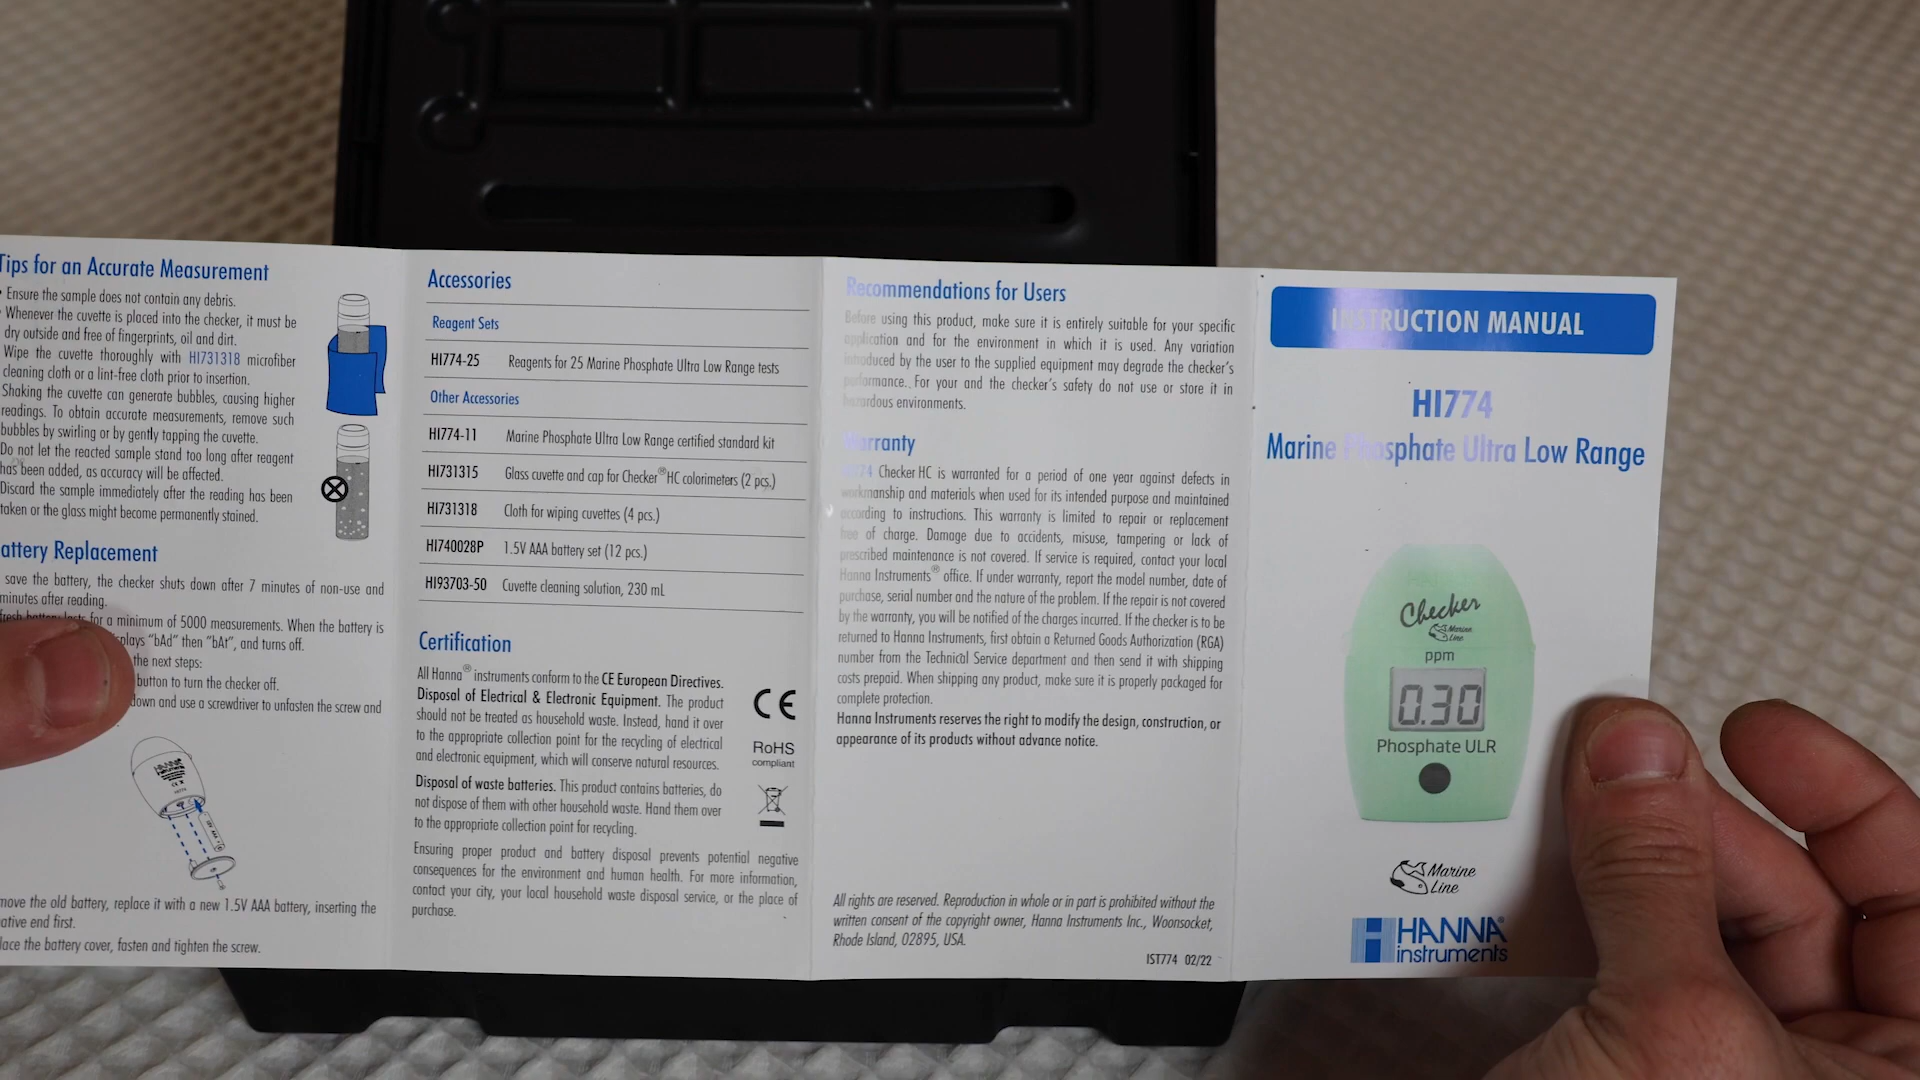 Tips for an Accurate Measurement
• Ensure the sample does not contain any debris.
• Whenever the cuvette is placed into the checker, it must be
dry outside and free of fingerprints, oil and dirt.
Wipe the cuvette thoroughly with HI731318 microfiber
cleaning cloth or a lint-free cloth prior to insertion.
Shaking the cuvette can generate bubbles, causing higher
readings. To obtain accurate measurements, remove such
bubbles by swirling or by gently tapping the cuvette.
Do not let the reacted sample stand too long after reagent
has been added, as accuracy will be affected.
Discard the sample immediately after the reading has been
taken or the glass might become permanently stained.
attery Replacement
save the battery, the checker shuts down after 7 minutes of non-use and
minutes after reading.
fresh battery lasts for a minimum of 5000 measurements. When the battery is
plays "bAd" then "bAt", and turns off.
the next steps:
button to turn the checker off.
down and use a screwdriver to unfasten the screw and
move the old battery, replace it with a new 1.5V AAA battery, inserting the
ative end first.
lace the battery cover, fasten and tighten the screw.
Accessories
Reagent Sets
HI774-25 Reagents for 25 Marine Phosphate Ultra Low Range tests
Other Accessories
HI774-11 Marine Phosphate Ultra Low Range certified standard kit
HI731315 Glass cuvette and cap for Checker®HC colorimeters (2 pcs.)
HI731318 Cloth for wiping cuvettes (4 pcs.)
HI740028P 1.5V AAA battery set (12 pcs.)
HI93703-50 Cuvette cleaning solution, 230 mL
Certification
All Hanna® instruments conform to the CE European Directives.
Disposal of Electrical & Electronic Equipment. The product
should not be treated as household waste. Instead, hand it over
to the appropriate collection point for the recycling of electrical
and electronic equipment, which will conserve natural resources.
Disposal of waste batteries. This product contains batteries, do
not dispose of them with other household waste. Hand them over
to the appropriate collection point for recycling.
Ensuring proper product and battery disposal prevents potential negative
consequences for the environment and human health. For more information,
contact your city, your local household waste disposal service, or the place of
purchase.
CE
RoHS
compliant
Recommendations for Users
Before using this product, make sure it is entirely suitable for your specific
application and for the environment in which it is used. Any variation
introduced by the user to the supplied equipment may degrade the checker's
performance. For your and the checker's safety do not use or store it in
hazardous environments.
Warranty
HI774 Checker HC is warranted for a period of one year against defects in
workmanship and materials when used for its intended purpose and maintained
according to instructions. This warranty is limited to repair or replacement
free of charge. Damage due to accidents, misuse, tampering or lack of
prescribed maintenance is not covered. If service is required, contact your local
Hanna Instruments® office. If under warranty, report the model number, date of
purchase, serial number and the nature of the problem. If the repair is not covered
by the warranty, you will be notified of the charges incurred. If the checker is to be
returned to Hanna Instruments, first obtain a Returned Goods Authorization (RGA)
number from the Technical Service department and then send it with shipping
costs prepaid. When shipping any product, make sure it is properly packaged for
complete protection.
Hanna Instruments reserves the right to modify the design, construction, or
appearance of its products without advance notice.
All rights are reserved. Reproduction in whole or in part is prohibited without the
written consent of the copyright owner, Hanna Instruments Inc., Woonsocket,
Rhode Island, 02895, USA.
IST774 02/22
INSTRUCTION MANUAL
HI774
Marine Phosphate Ultra Low Range
Checker
Marine
Line
ppm
0.30
Phosphate ULR
Marine
Line
HANNA
instruments